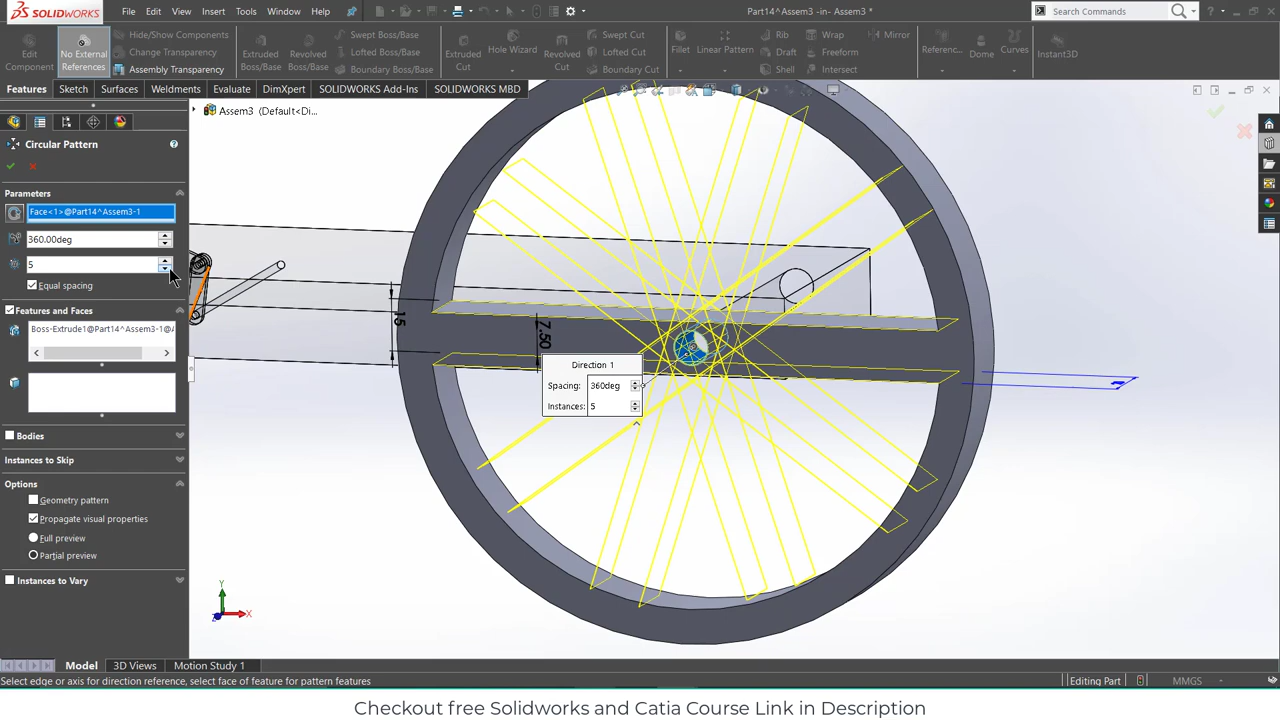 SOLIDWORKS
File Edit View Insert Tools Window Help
Part14^Assem3 -in- Assem3 *
Search Commands
Edit Component
No External References
Hide/Show Components
Change Transparency
Assembly Transparency
Extruded Boss/Base
Revolved Boss/Base
Swept Boss/Base
Lofted Boss/Base
Boundary Boss/Base
Extruded Cut
Hole Wizard
Revolved Cut
Swept Cut
Lofted Cut
Boundary Cut
Fillet
Linear Pattern
Rib
Draft
Shell
Wrap
Freeform
Intersect
Mirror
Referenc...
Dome
Curves
Instant3D
Features Sketch Surfaces Weldments Evaluate DimXpert SOLIDWORKS Add-Ins SOLIDWORKS MBD
Assem3 (Default<Di...
Circular Pattern
Parameters
Face<1>@Part14^Assem3-1
360.00deg
5
Equal spacing
Features and Faces
Boss-Extrude1@Part14^Assem3-1@A
Bodies
Instances to Skip
Options
Geometry pattern
Propagate visual properties
Full preview
Partial preview
Instances to Vary
15
7.50
Direction 1
Spacing: 360deg
Instances: 5
Y
X
Z
Model 3D Views Motion Study 1
Select edge or axis for direction reference, select face of feature for pattern features
Editing Part
MMGS
Checkout free Solidworks and Catia Course Link in Description